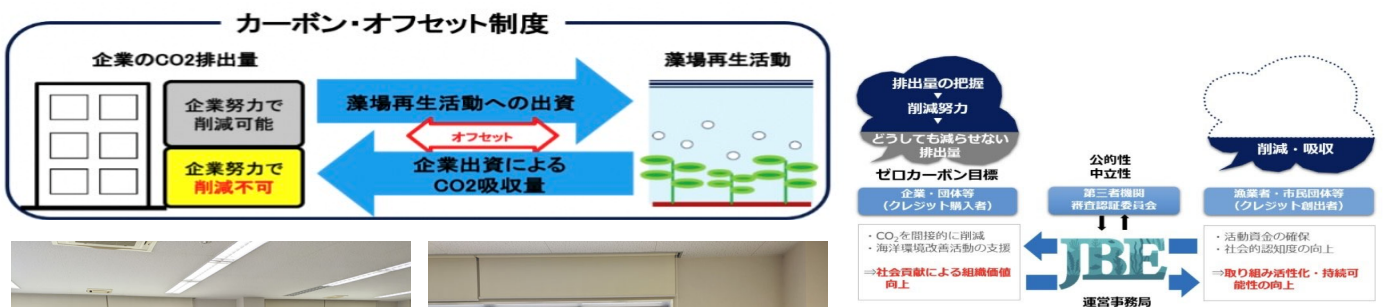 カーボン・オフセット制度
企業のCO2排出量
企業努力で
削減可能
企業努力で
削減不可
藻場再生活動への出資
オフセット
企業出資による
CO2吸収量
藻場再生活動
排出量の把握
削減努力
どうしても減らせない
排出量
ゼロカーボン目標
企業・団体等
(クレジット購入者)
・CO2を間接的に削減
・海洋環境改善活動の支援
⇒社会貢献による組織価値
向上
公的性
中立性
第三者機関
審査認証委員会
JBE
運営事務局
削減・吸収
漁業者・市民団体等
(クレジット創出者)
・活動資金の確保
・社会的認知度の向上
⇒取り組み活性化・持続可
能性の向上